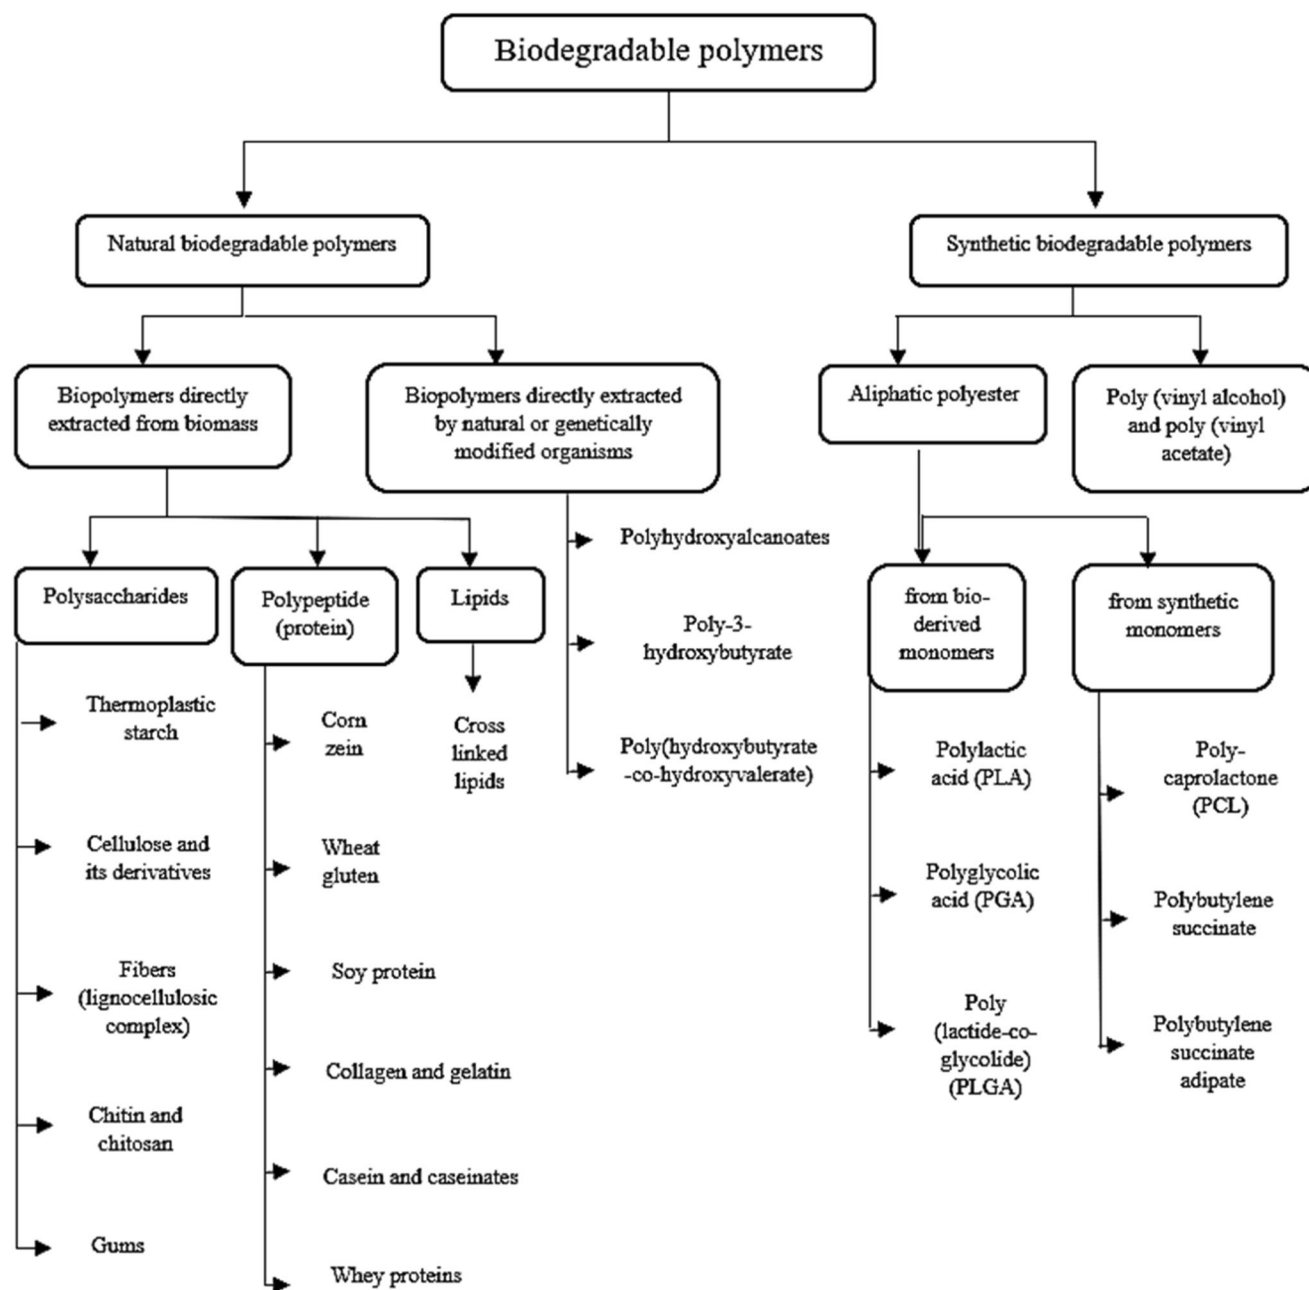 Biodegradable polymers
Natural biodegradable polymers
Synthetic biodegradable polymers
Biopolymers directly
extracted from biomass
Biopolymers directly extracted
by natural or genetically
modified organisms
Aliphatic polyester
Poly (vinyl alcohol)
and poly (vinyl
acetate)
Polysaccharides
Polypeptide
(protein)
Lipids
Polyhydroxyalcanoates
Poly-3-
hydroxybutyrate
Poly(hydroxybutyrate
-co-hydroxyvalerate)
from bio-
derived
monomers
from synthetic
monomers
Thermoplastic
starch
Cellulose and
its derivatives
Fibers
(lignocellulosic
complex)
Chitin and
chitosan
Gums
Corn
zein
Wheat
gluten
Soy protein
Collagen and gelatin
Casein and caseinates
Whey proteins
Cross
linked
lipids
Polylactic
acid (PLA)
Polyglycolic
acid (PGA)
Poly
(lactide-co-
glycolide)
(PLGA)
Poly-
caprolactone
(PCL)
Polybutylene
succinate
Polybutylene
succinate
adipate